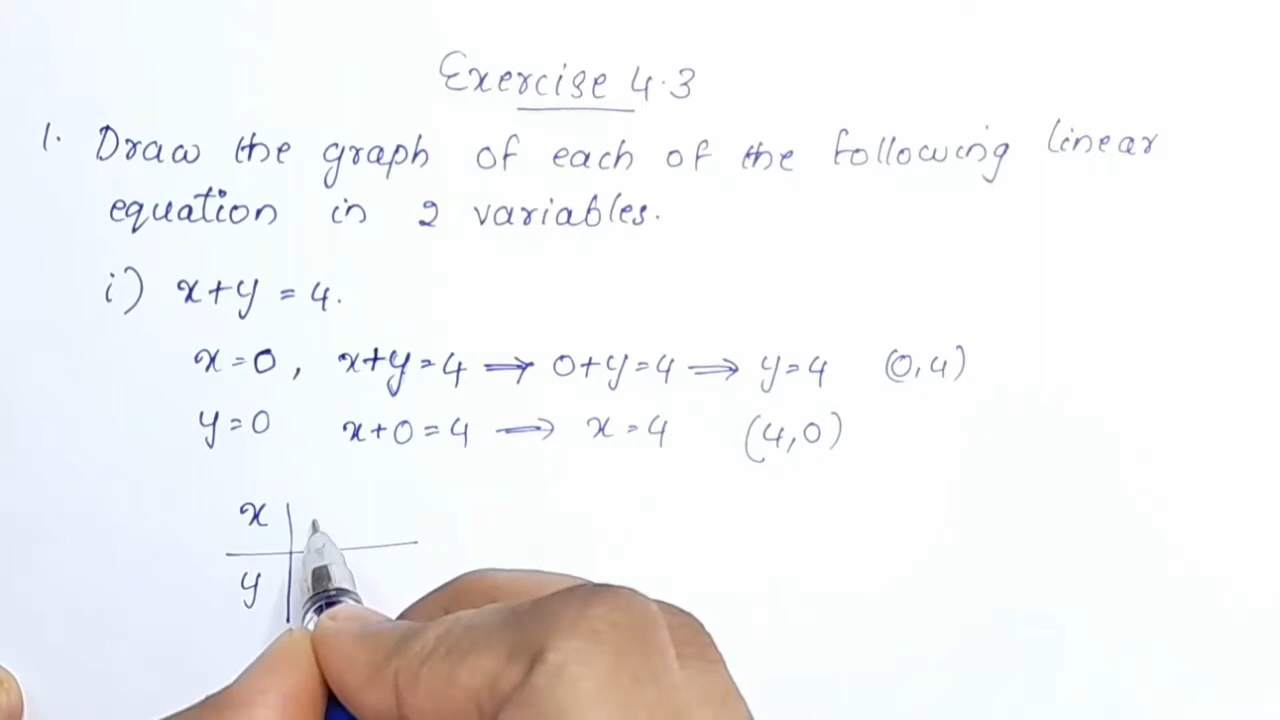 Exercise 4.3
1. Draw the graph of each of the following linear
equation in 2 variables.
i) x+y = 4.
x=0, x+y=4 ⟹ 0+y=4 ⟹ y=4 (0,4)
y=0 x+0=4 ⟹ x=4 (4,0)
x
y